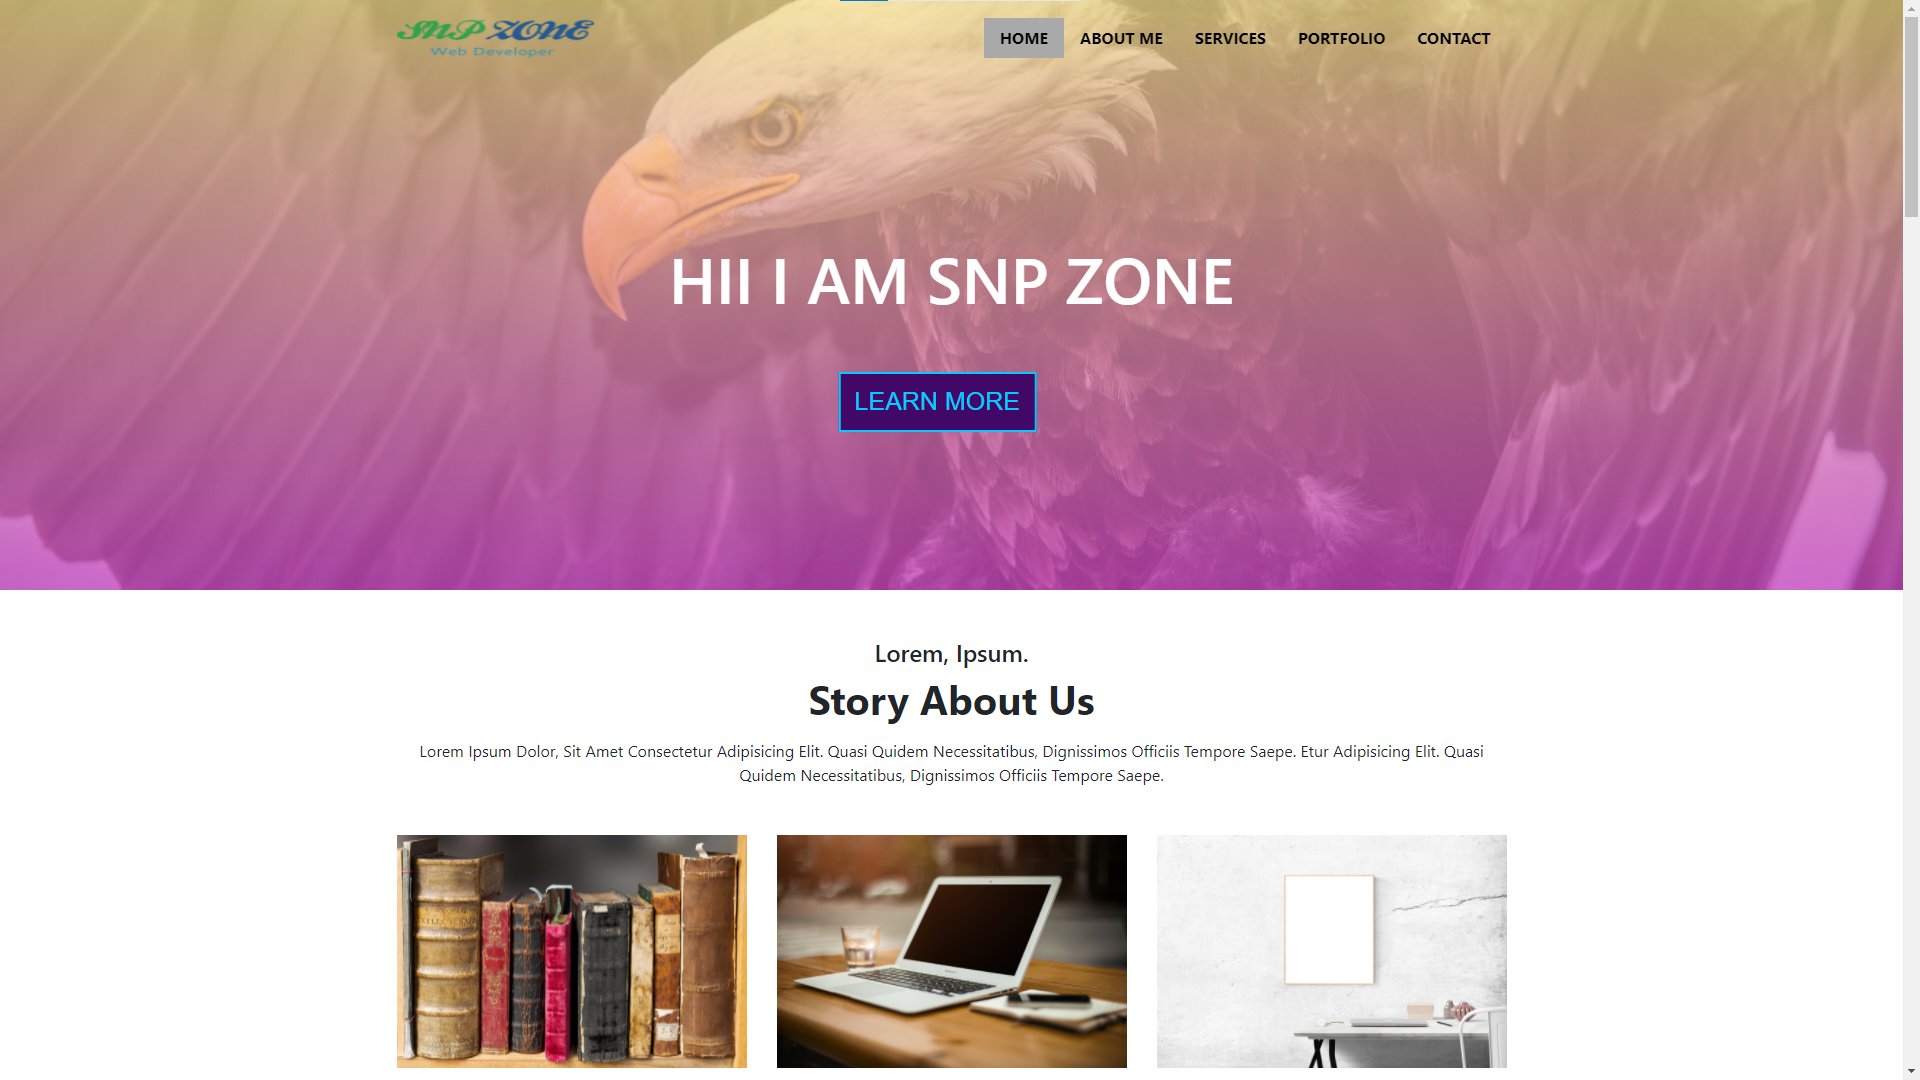 SNP ZONE
Web Developer
HOME ABOUT ME SERVICES PORTFOLIO CONTACT
HII I AM SNP ZONE
LEARN MORE
Lorem, Ipsum.
Story About Us
Lorem Ipsum Dolor, Sit Amet Consectetur Adipisicing Elit. Quasi Quidem Necessitatibus, Dignissimos Officiis Tempore Saepe. Etur Adipisicing Elit. Quasi
Quidem Necessitatibus, Dignissimos Officiis Tempore Saepe.